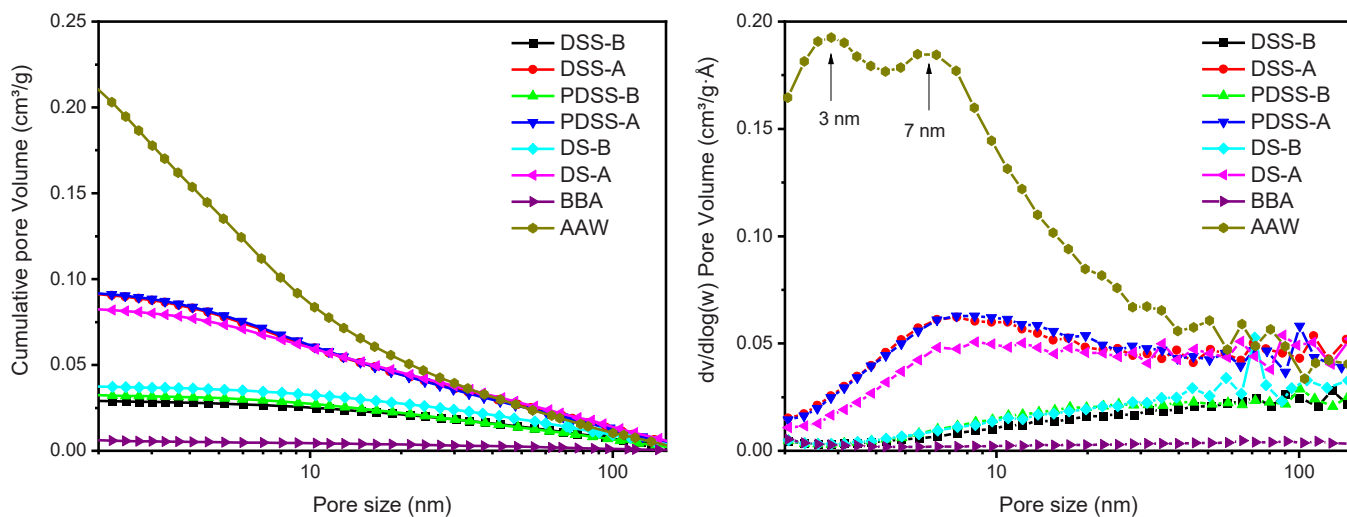 Cumulative pore Volume (cm³/g)
0.25
0.20
0.15
0.10
0.05
0.00
10
100
Pore size (nm)
DSS-B
DSS-A
PDSS-B
PDSS-A
DS-B
DS-A
BBA
AAW
dv/dlog(w) Pore Volume (cm³/g·Å)
0.20
0.15
0.10
0.05
0.00
10
100
Pore size (nm)
3 nm
7 nm
DSS-B
DSS-A
PDSS-B
PDSS-A
DS-B
DS-A
BBA
AAW